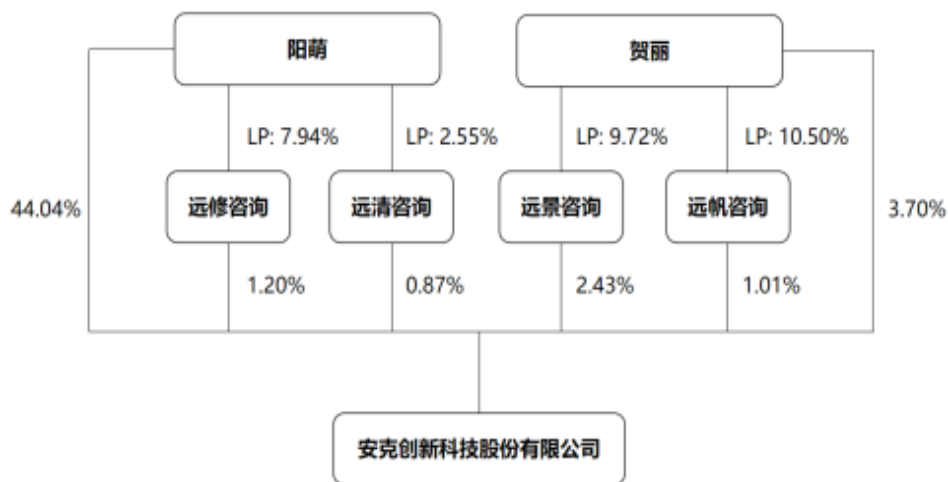 阳萌
贺丽
LP: 7.94%
LP: 2.55%
LP: 9.72%
LP: 10.50%
44.04%
远修咨询
远清咨询
远景咨询
远帆咨询
3.70%
1.20%
0.87%
2.43%
1.01%
安克创新科技股份有限公司